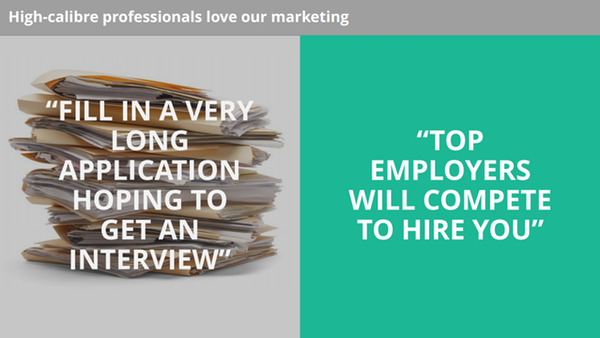 High-calibre professionals love our marketing
“FILL IN A VERY
LONG
APPLICATION
HOPING TO
GET AN
INTERVIEW”
“TOP
EMPLOYERS
WILL COMPETE
TO HIRE YOU”